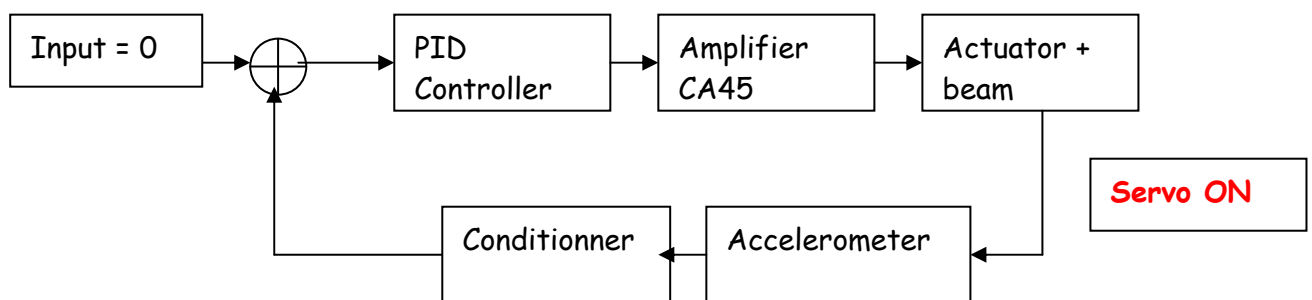 Input = 0
PID
Controller
Amplifier
CA45
Actuator +
beam
Servo ON
Conditionner
Accelerometer